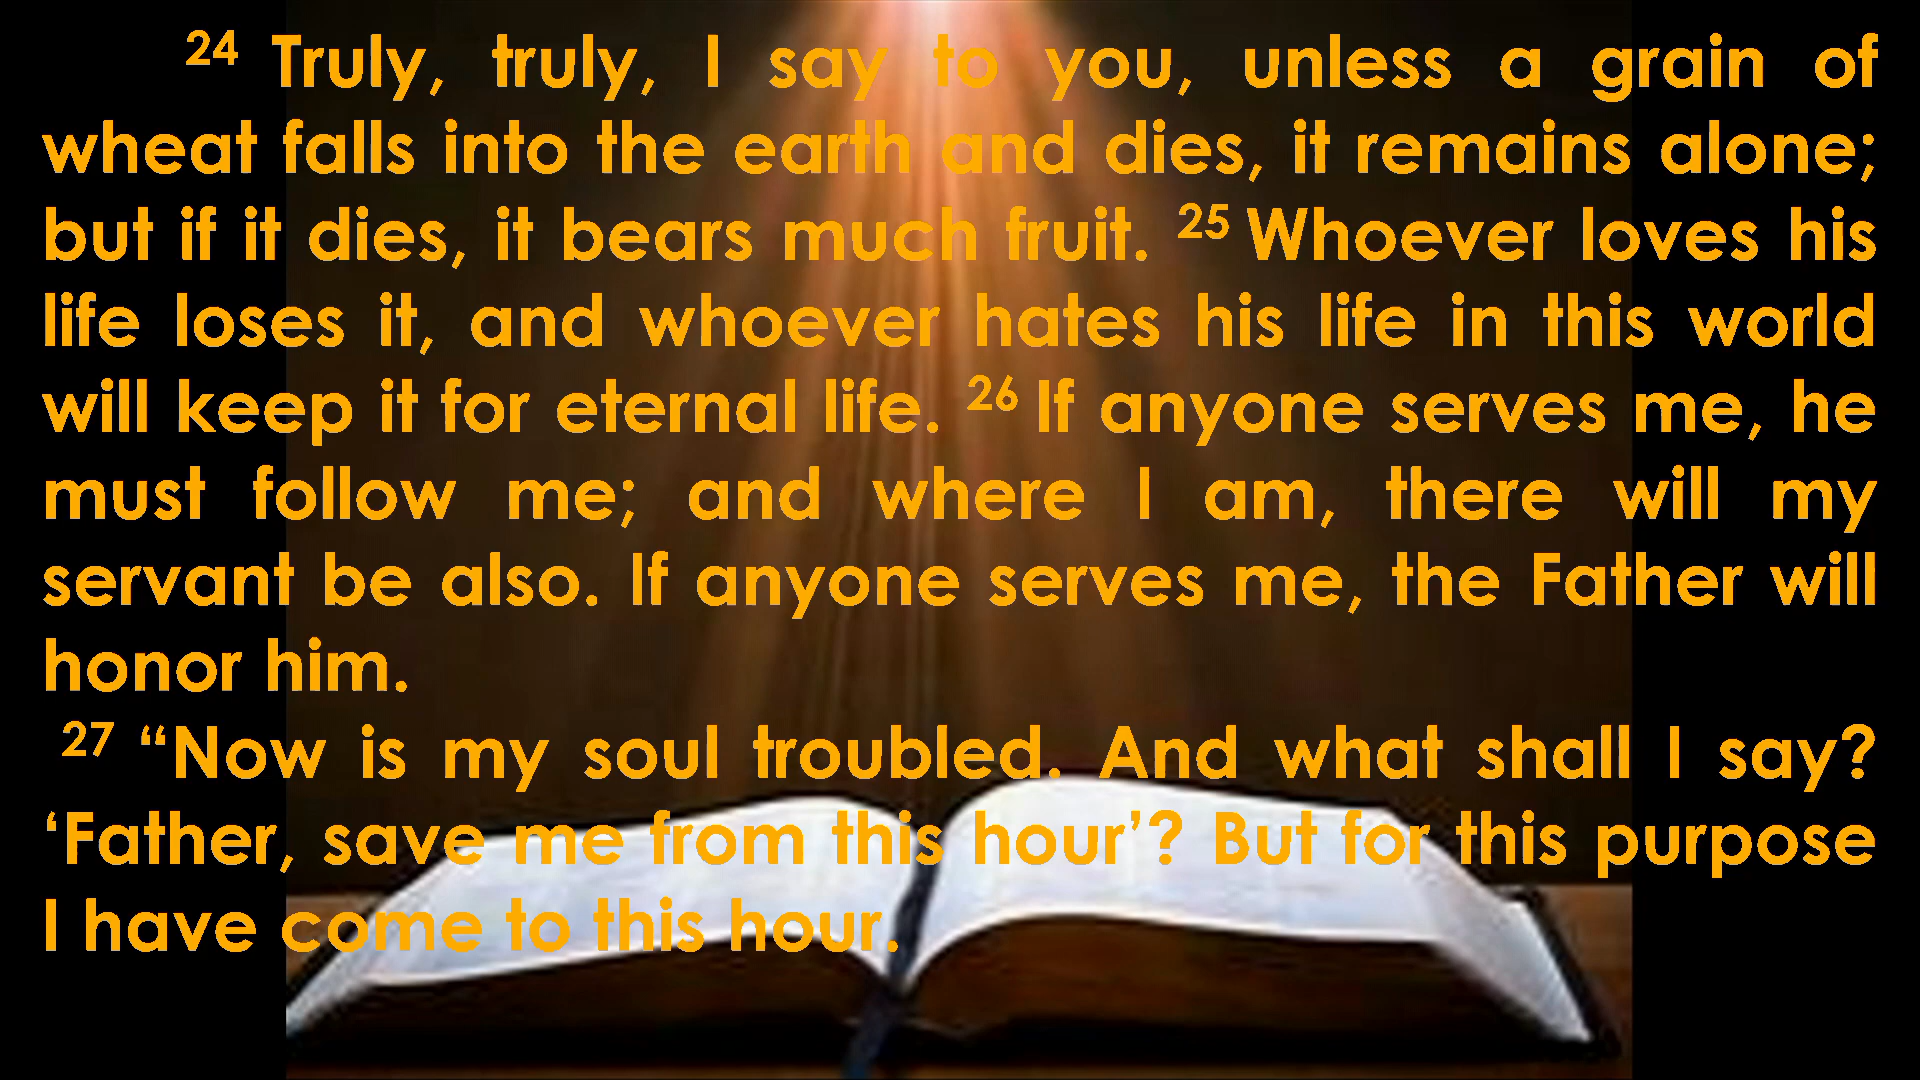 24 Truly, truly, I say to you, unless a grain of
wheat falls into the earth and dies, it remains alone;
but if it dies, it bears much fruit. 25 Whoever loves his
life loses it, and whoever hates his life in this world
will keep it for eternal life. 26 If anyone serves me, he
must follow me; and where I am, there will my
servant be also. If anyone serves me, the Father will
honor him.
27 “Now is my soul troubled. And what shall I say?
‘Father, save me from this hour’? But for this purpose
I have come to this hour.